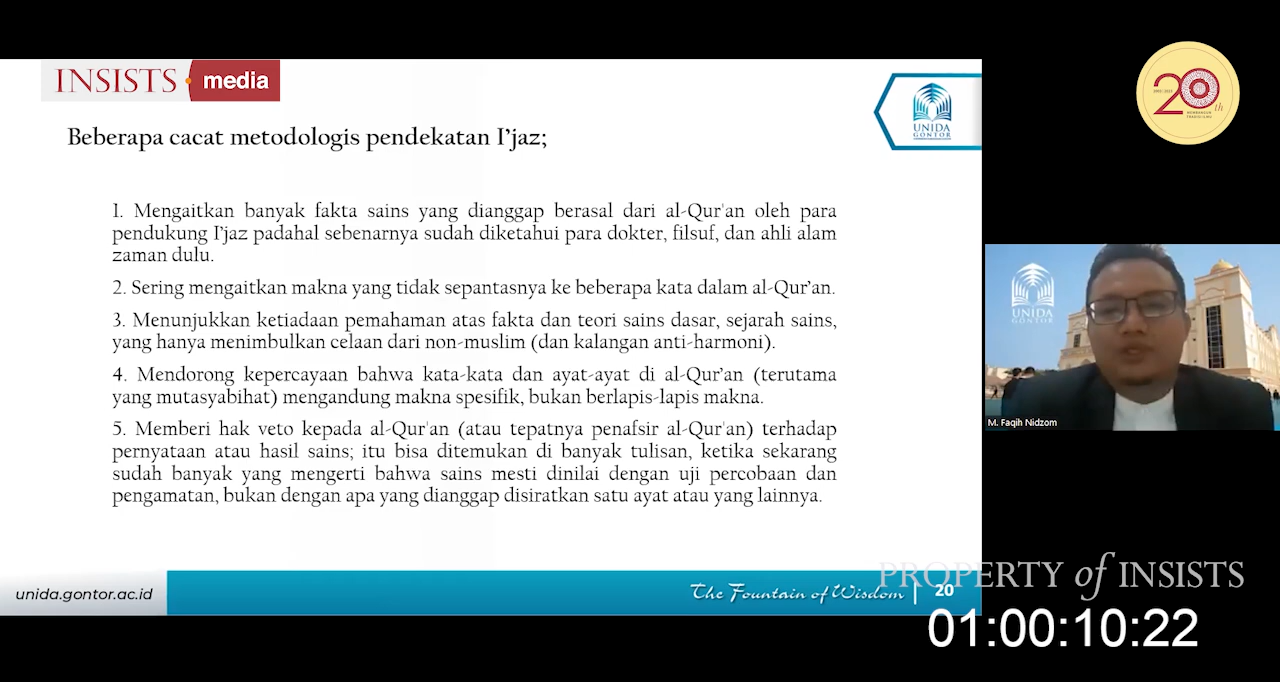 INSISTS media
UNIDA
GONTOR
20th
Beberapa cacat metodologis pendekatan I'jaz;
1. Mengaitkan banyak fakta sains yang dianggap berasal dari al-Qur'an oleh para
pendukung I'jaz padahal sebenarnya sudah diketahui para dokter, filsuf, dan ahli alam
zaman dulu.
2. Sering mengaitkan makna yang tidak sepantasnya ke beberapa kata dalam al-Qur'an.
3. Menunjukkan ketiadaan pemahaman atas fakta dan teori sains dasar, sejarah sains,
yang hanya menimbulkan celaan dari non-muslim (dan kalangan anti-harmoni).
4. Mendorong kepercayaan bahwa kata-kata dan ayat-ayat di al-Qur'an (terutama
yang mutasyabihat) mengandung makna spesifik, bukan berlapis-lapis makna.
5. Memberi hak veto kepada al-Qur'an (atau tepatnya penafsir al-Qur'an) terhadap
pernyataan atau hasil sains; itu bisa ditemukan di banyak tulisan, ketika sekarang
sudah banyak yang mengerti bahwa sains mesti dinilai dengan uji percobaan dan
pengamatan, bukan dengan apa yang dianggap disiratkan satu ayat atau yang lainnya.
UNIDA
GONTOR
M. Faqih Nidzom
unida.gontor.ac.id
The Fountain of Wisdom | 20
PROPERTY of INSISTS
01:00:10:22